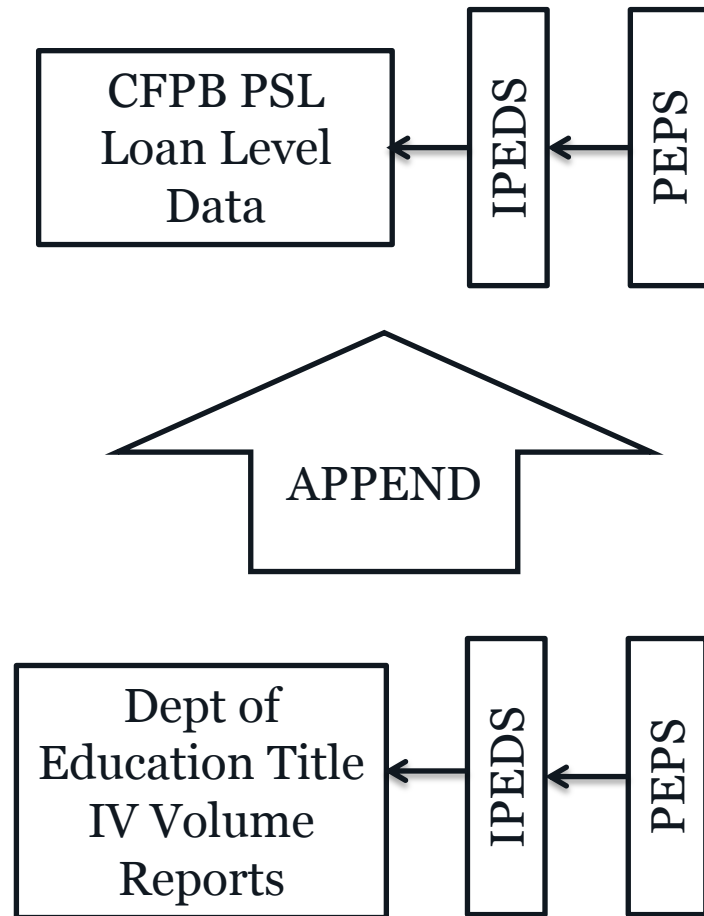 CFPB PSL
Loan Level
Data
IPEDS
PEPS
APPEND
Dept of
Education Title
IV Volume
Reports
IPEDS
PEPS